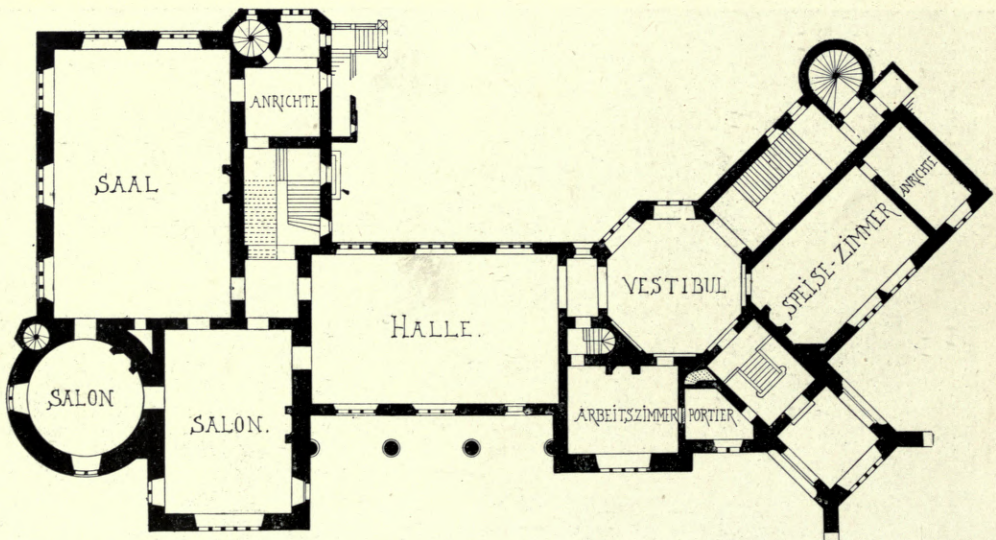 ANRICHTE
SAAL
ANRICHTE
SPEISE-ZIMMER
VESTIBUL
HALLE.
SALON
SALON.
ARBEITSZIMMER
PORTIER